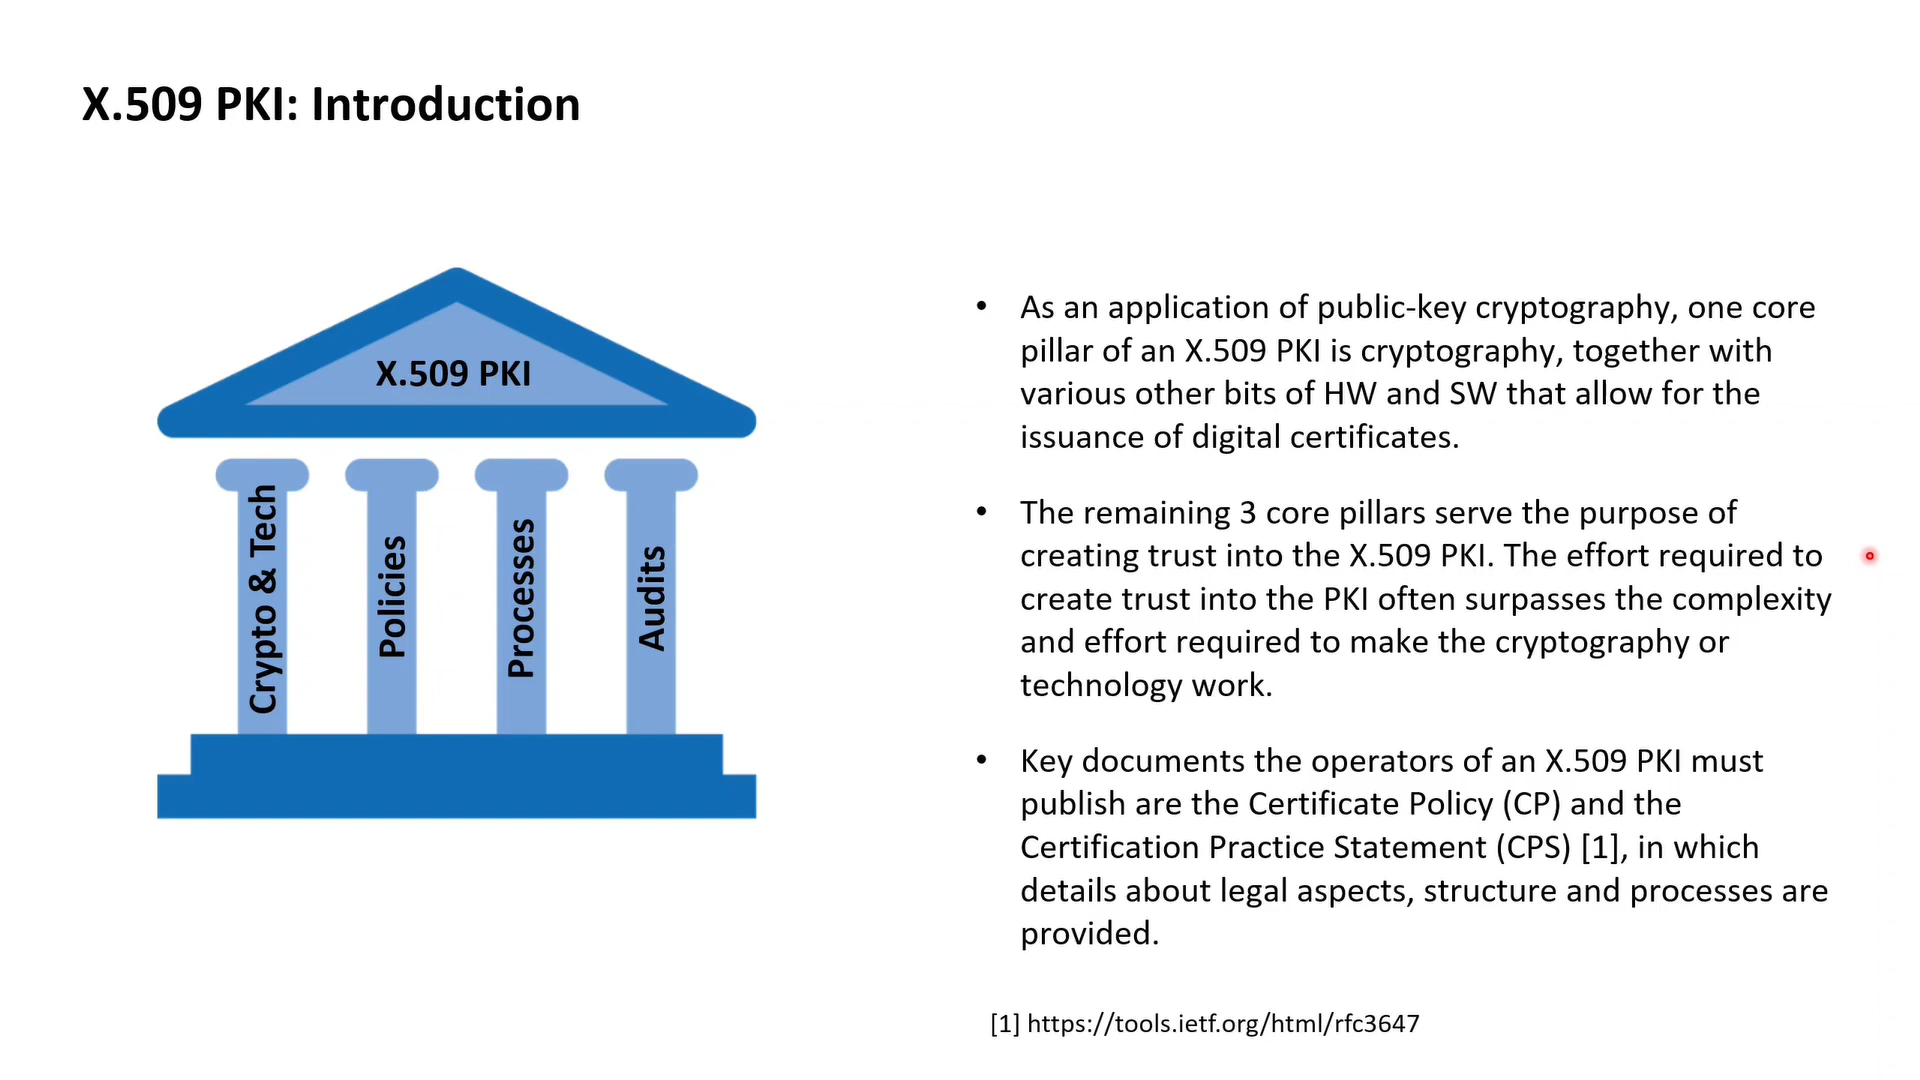 X.509 PKI: Introduction
X.509 PKI
Crypto & Tech
Policies
Processes
Audits
• As an application of public-key cryptography, one core
pillar of an X.509 PKI is cryptography, together with
various other bits of HW and SW that allow for the
issuance of digital certificates.
• The remaining 3 core pillars serve the purpose of
creating trust into the X.509 PKI. The effort required to
create trust into the PKI often surpasses the complexity
and effort required to make the cryptography or
technology work.
• Key documents the operators of an X.509 PKI must
publish are the Certificate Policy (CP) and the
Certification Practice Statement (CPS) [1], in which
details about legal aspects, structure and processes are
provided.
[1] https://tools.ietf.org/html/rfc3647